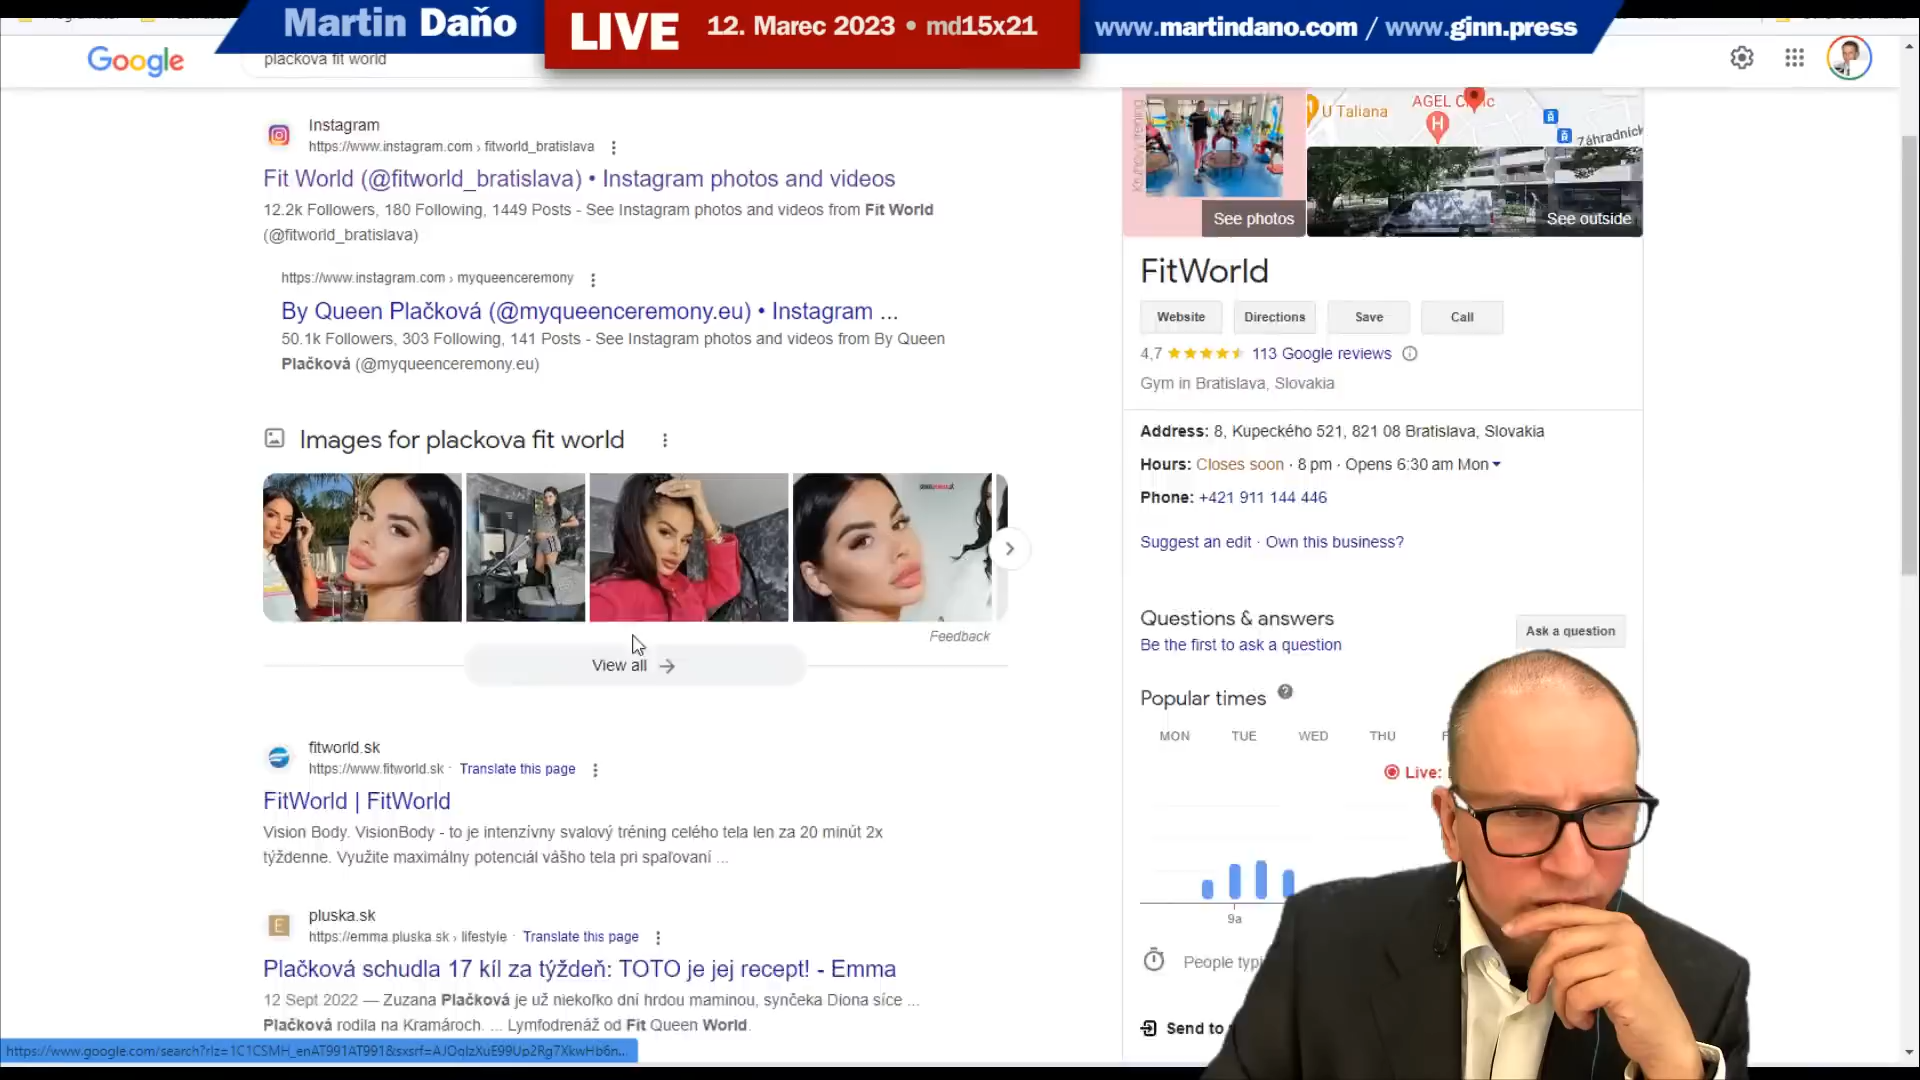 Martin Daňo
LIVE
12. Marec 2023 • md15x21
www.martindano.com / www.ginn.press
Google
plackova fit world
Instagram
https://www.instagram.com › fitworld_bratislava
Fit World (@fitworld_bratislava) • Instagram photos and videos
12.2k Followers, 180 Following, 1449 Posts - See Instagram photos and videos from Fit World
(@fitworld_bratislava)
https://www.instagram.com › myqueenceremony
By Queen Plačková (@myqueenceremony.eu) • Instagram ...
50.1k Followers, 303 Following, 141 Posts - See Instagram photos and videos from By Queen
Plačková (@myqueenceremony.eu)
Images for plackova fit world
Feedback
View all
fitworld.sk
https://www.fitworld.sk · Translate this page
FitWorld | FitWorld
Vision Body. VisionBody - to je intenzívny svalový tréning celého tela len za 20 minút 2x
týždenne. Využite maximálny potenciál vášho tela pri spaľovaní ...
E
pluska.sk
https://emma.pluska.sk › lifestyle · Translate this page
Plačková schudla 17 kíl za týždeň: TOTO je jej recept! - Emma
12 Sept 2022 — Zuzana Plačková je už niekoľko dní hrdou maminou, synčeka Diona síce ...
Plačková rodila na Kramároch. ... Lymfodrenáž od Fit Queen World.
Kruhový tréning
U Taliana
AGEL Clinic
H
Záhradníck
See photos
See outside
FitWorld
Website
Directions
Save
Call
4,7
113 Google reviews
Gym in Bratislava, Slovakia
Address: 8, Kupeckého 521, 821 08 Bratislava, Slovakia
Hours: Closes soon · 8 pm · Opens 6:30 am Mon
Phone: +421 911 144 446
Suggest an edit · Own this business?
Questions & answers
Be the first to ask a question
Ask a question
Popular times
MON TUE WED THU F
Live:
9a
People typi
Send to